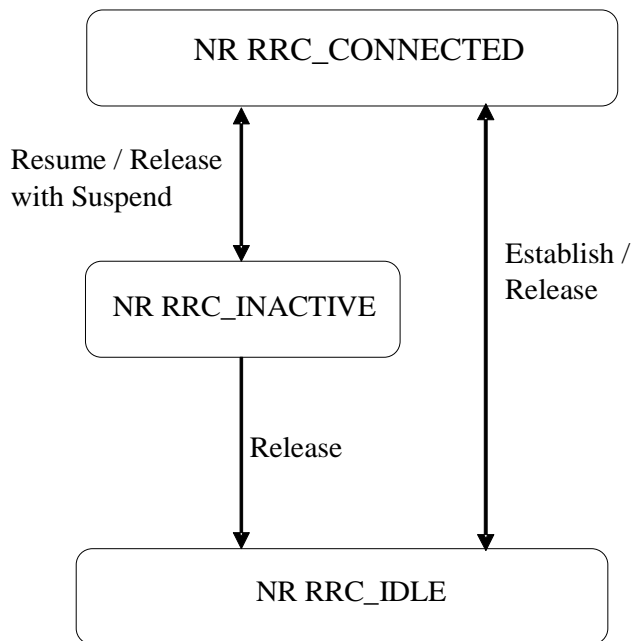 NR RRC_CONNECTED
Resume / Release
with Suspend
Establish /
Release
NR RRC_INACTIVE
Release
NR RRC_IDLE